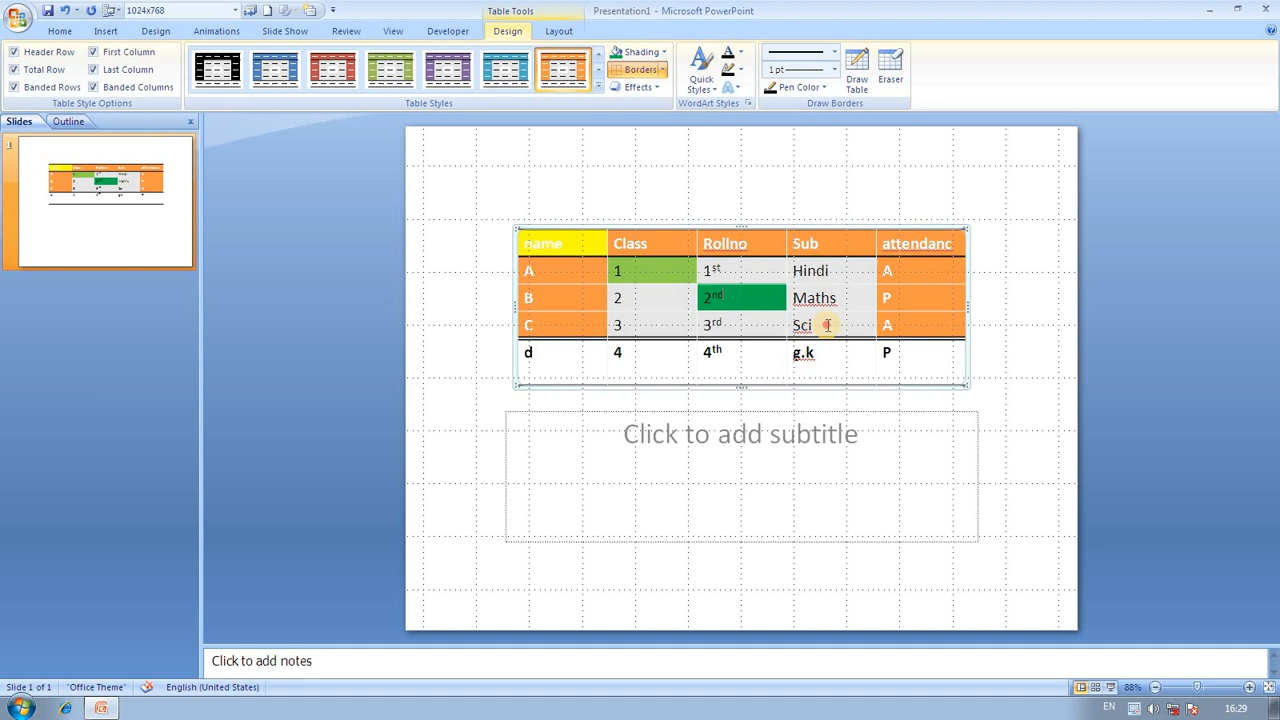 1024x768
Table Tools
Presentation1 - Microsoft PowerPoint
Home Insert Design Animations Slide Show Review View Developer Design Layout
Header Row First Column
Total Row Last Column
Banded Rows Banded Columns
Table Style Options
Shading
Borders
Effects
Table Styles
Quick Styles
WordArt Styles
1 pt
Pen Color
Draw Table
Eraser
Draw Borders
Slides Outline
1
name Class Rollno Sub attendanc
A 1 1st Hindi A
B 2 2nd Maths P
C 3 3rd Sci A
d 4 4th g.k P
Click to add subtitle
Click to add notes
Slide 1 of 1 "Office Theme" English (United States) 88%
EN 16:29